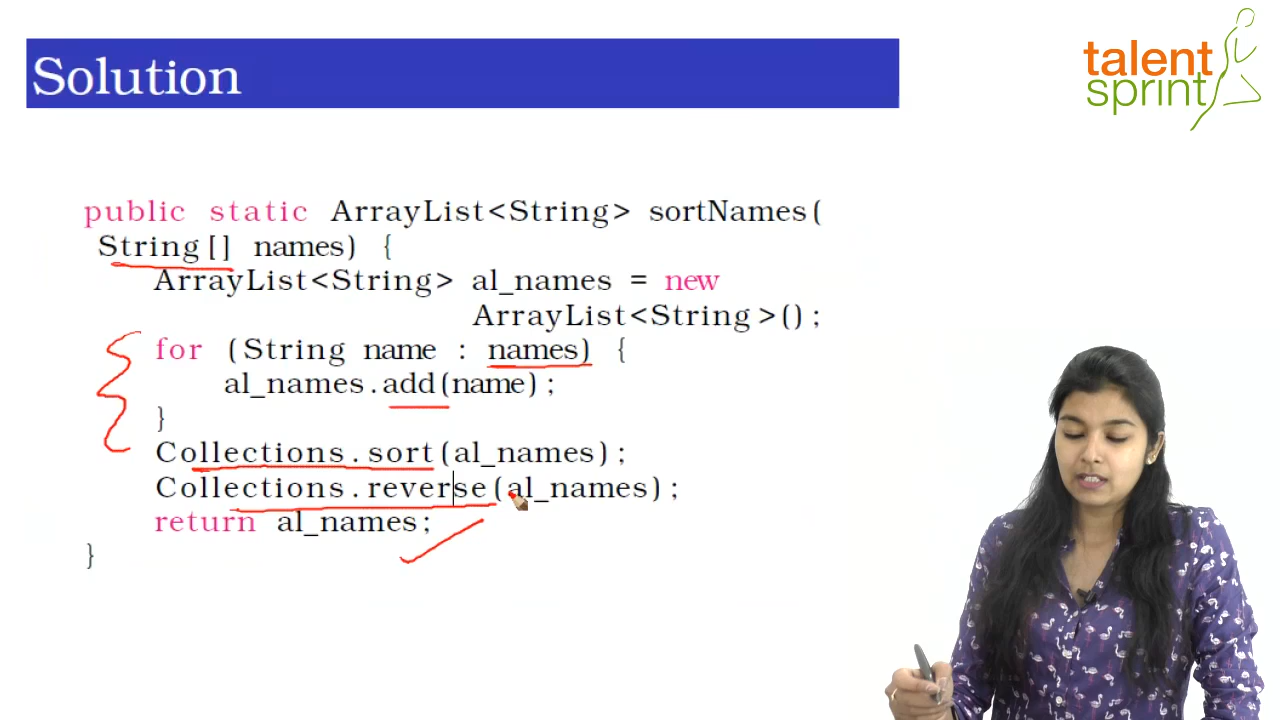 Solution
talent
sprint
public static ArrayList<String> sortNames(
String[] names) {
ArrayList<String> al_names = new
ArrayList<String>();
for (String name : names) {
al_names.add(name);
}
Collections.sort(al_names);
Collections.reverse(al_names);
return al_names;
}